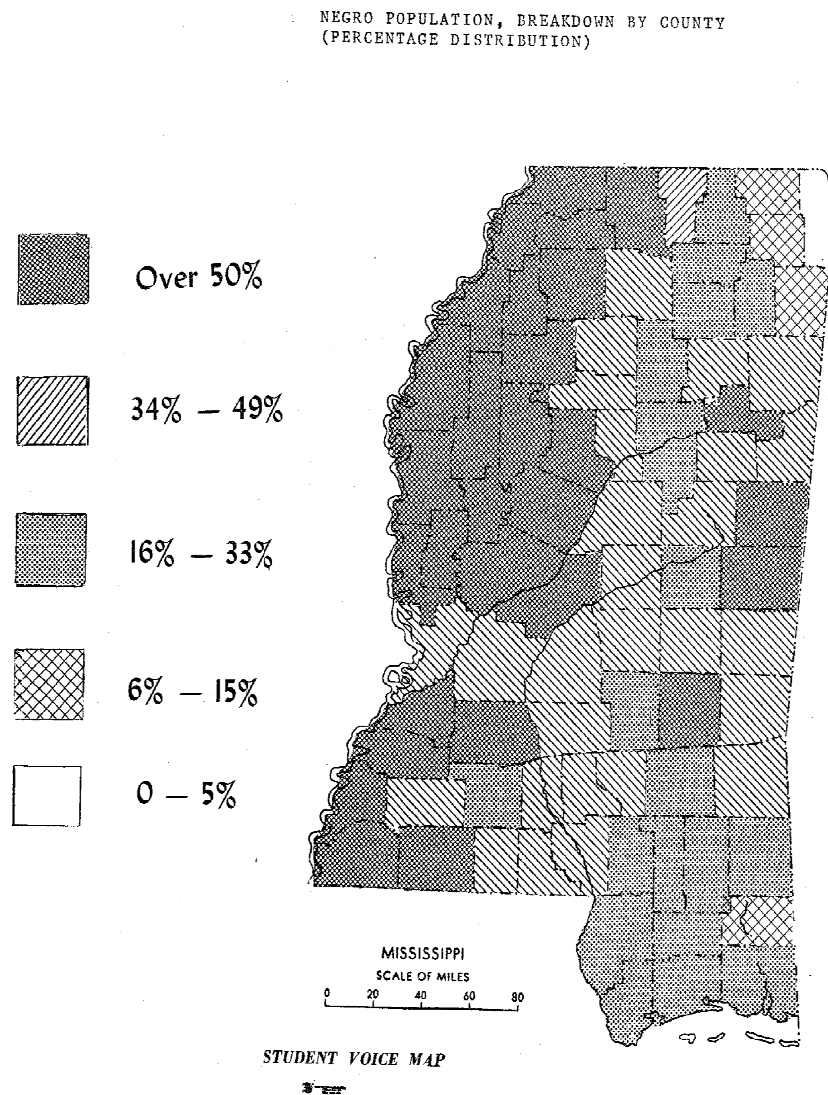 NEGRO POPULATION, BREAKDOWN BY COUNTY
(PERCENTAGE DISTRIBUTION)
Over 50%
34% — 49%
16% — 33%
6% — 15%
0 — 5%
MISSISSIPPI
SCALE OF MILES
0 20 40 60 80
STUDENT VOICE MAP